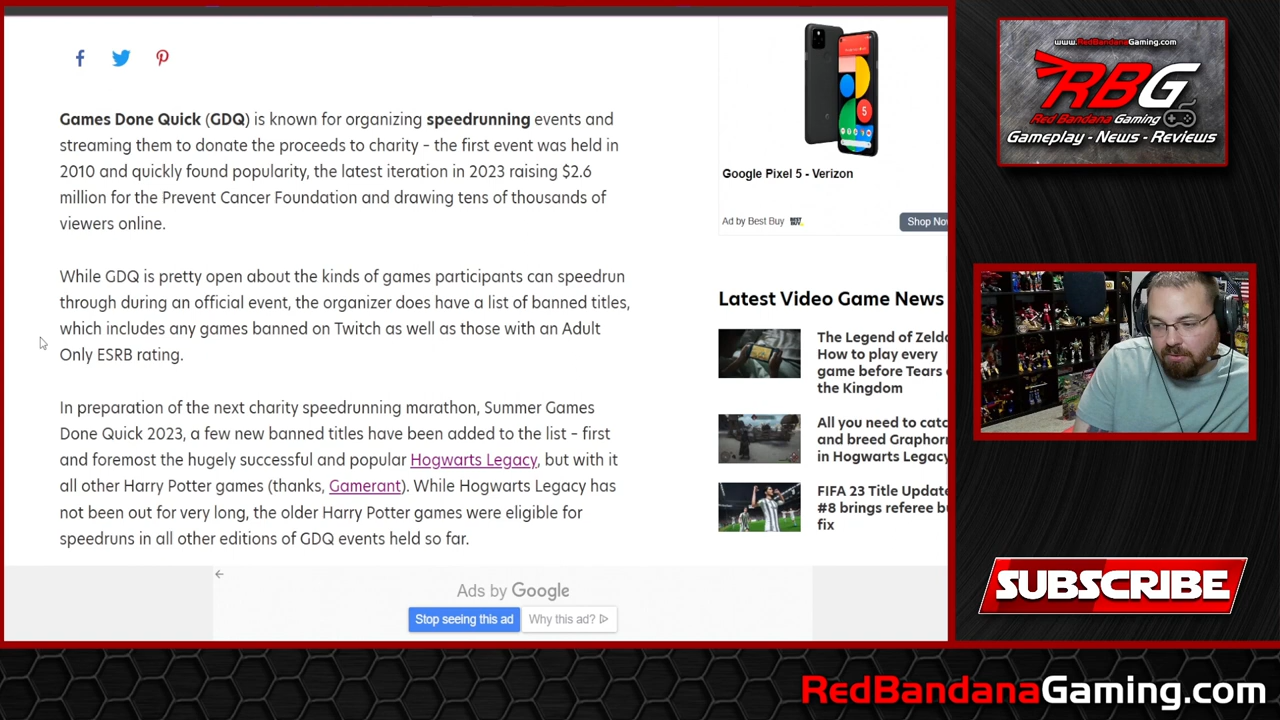 Games Done Quick (GDQ) is known for organizing speedrunning events and
streaming them to donate the proceeds to charity – the first event was held in
2010 and quickly found popularity, the latest iteration in 2023 raising $2.6
million for the Prevent Cancer Foundation and drawing tens of thousands of
viewers online.
While GDQ is pretty open about the kinds of games participants can speedrun
through during an official event, the organizer does have a list of banned titles,
which includes any games banned on Twitch as well as those with an Adult
Only ESRB rating.
In preparation of the next charity speedrunning marathon, Summer Games
Done Quick 2023, a few new banned titles have been added to the list – first
and foremost the hugely successful and popular Hogwarts Legacy, but with it
all other Harry Potter games (thanks, Gamerant). While Hogwarts Legacy has
not been out for very long, the older Harry Potter games were eligible for
speedruns in all other editions of GDQ events held so far.
Ads by Google
Stop seeing this ad
Why this ad?
Google Pixel 5 - Verizon
Ad by Best Buy
BEST BUY
Shop Now
Latest Video Game News
The Legend of Zelda
How to play every
game before Tears o
the Kingdom
All you need to catc
and breed Graphorn
in Hogwarts Legacy
FIFA 23 Title Update
#8 brings referee bu
fix
www.RedBandanaGaming.com
RBG
Red Bandana Gaming
Gameplay - News - Reviews
SUBSCRIBE
RedBandanaGaming.com